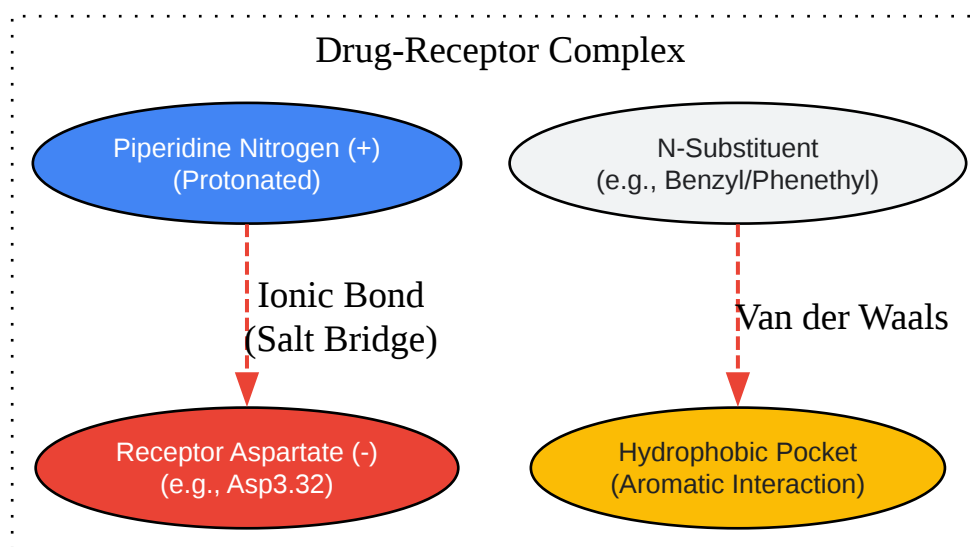 Drug-Receptor Complex
Piperidine Nitrogen (+)
(Protonated)
N-Substituent
(e.g., Benzyl/Phenethyl)
Ionic Bond
(Salt Bridge)
Van der Waals
Receptor Aspartate (-)
(e.g., Asp3.32)
Hydrophobic Pocket
(Aromatic Interaction)